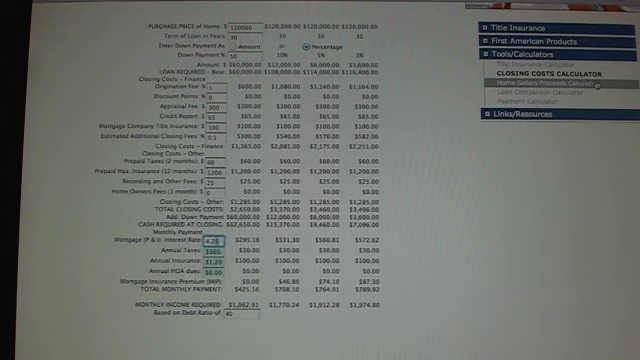 PURCHASE PRICE of Home: $ 120000 $120,000.00 $120,000.00 $120,000.00
Term of Loan in Years: 30 30 30 30
Enter Down Payment As Amount or Percentage
Down Payment % 50 10% 5% 3%
Amount: $ $60,000.00 $12,000.00 $6,000.00 $3,600.00
LOAN REQUIRED - Base: $60,000.00 $108,000.00 $114,000.00 $116,400.00
Closing Costs - Finance
Origination Fee: % 1 $600.00 $1,080.00 $1,140.00 $1,164.00
Discount Points: % 0 $0.00 $0.00 $0.00 $0.00
Appraisal Fee: $ 300 $300.00 $300.00 $300.00 $300.00
Credit Report: $ 65 $65.00 $65.00 $65.00 $65.00
Mortgage Company Title Insurance: $ 100 $100.00 $100.00 $100.00 $100.00
Estimated Additional Closing Fees: % 0.5 $300.00 $540.00 $570.00 $582.00
Closing Costs - Finance: $1,365.00 $2,085.00 $2,175.00 $2,211.00
Closing Costs - Other
Prepaid Taxes (2 months): $ 60 $60.00 $60.00 $60.00 $60.00
Prepaid Haz. Insurance (12 months): $ 1200 $1,200.00 $1,200.00 $1,200.00 $1,200.00
Recording and Other Fees: $ 25 $25.00 $25.00 $25.00 $25.00
Home Owners Fees (1 month): $ 0 $0.00 $0.00 $0.00 $0.00
Closing Costs - Other: $1,285.00 $1,285.00 $1,285.00 $1,285.00
TOTAL CLOSING COSTS: $2,650.00 $3,370.00 $3,460.00 $3,496.00
Add: Down Payment $60,000.00 $12,000.00 $6,000.00 $3,600.00
CASH REQUIRED AT CLOSING: $62,650.00 $15,370.00 $9,460.00 $7,096.00
Monthly Payment
Mortgage (P & I): Interest Rate 4.25 $295.16 $531.30 $560.81 $572.62
Annual Taxes: $360. $30.00 $30.00 $30.00 $30.00
Annual Insurance: $1,20 $100.00 $100.00 $100.00 $100.00
Annual HOA dues: $0.00 $0.00 $0.00 $0.00 $0.00
Mortgage Insurance Premium (MIP): $0.00 $46.80 $74.10 $87.30
TOTAL MONTHLY PAYMENT: $425.16 $708.10 $764.91 $789.92
MONTHLY INCOME REQUIRED: $1,062.91 $1,770.24 $1,912.28 $1,974.80
Based on Debt Ratio of: 40
Title Insurance
First American Products
Tools/Calculators
Title Insurance Calculator
CLOSING COSTS CALCULATOR
Home Sellers Proceeds Calculator
Loan Comparison Calculator
Payment Calculator
Links/Resources